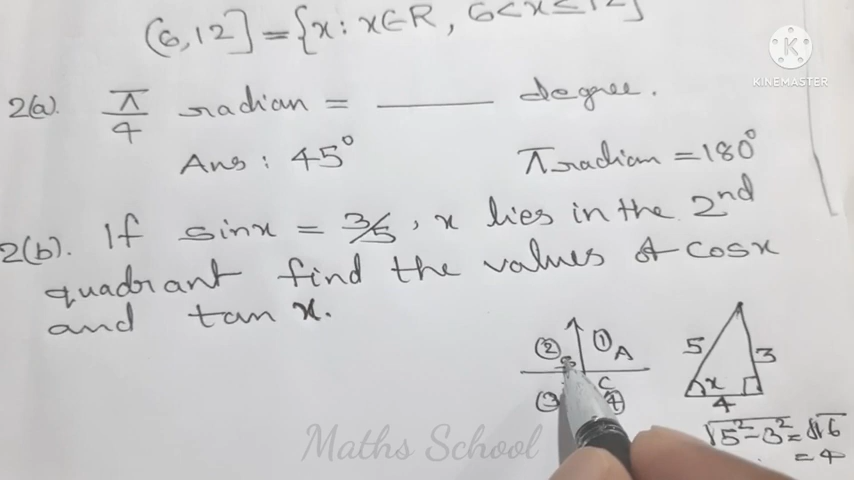 (6,12] = {x : x∈R, 6<x≤12}
KINEMASTER
2(a). π/4 radian = ______ degree.
Ans : 45° π radian = 180°
2(b). If sinx = 3/5, x lies in the 2nd
quadrant find the values of cosx
and tan x.
② S ① A
③ C ④
5 3
x
4
√5²-3² = √16
= 4
Maths School